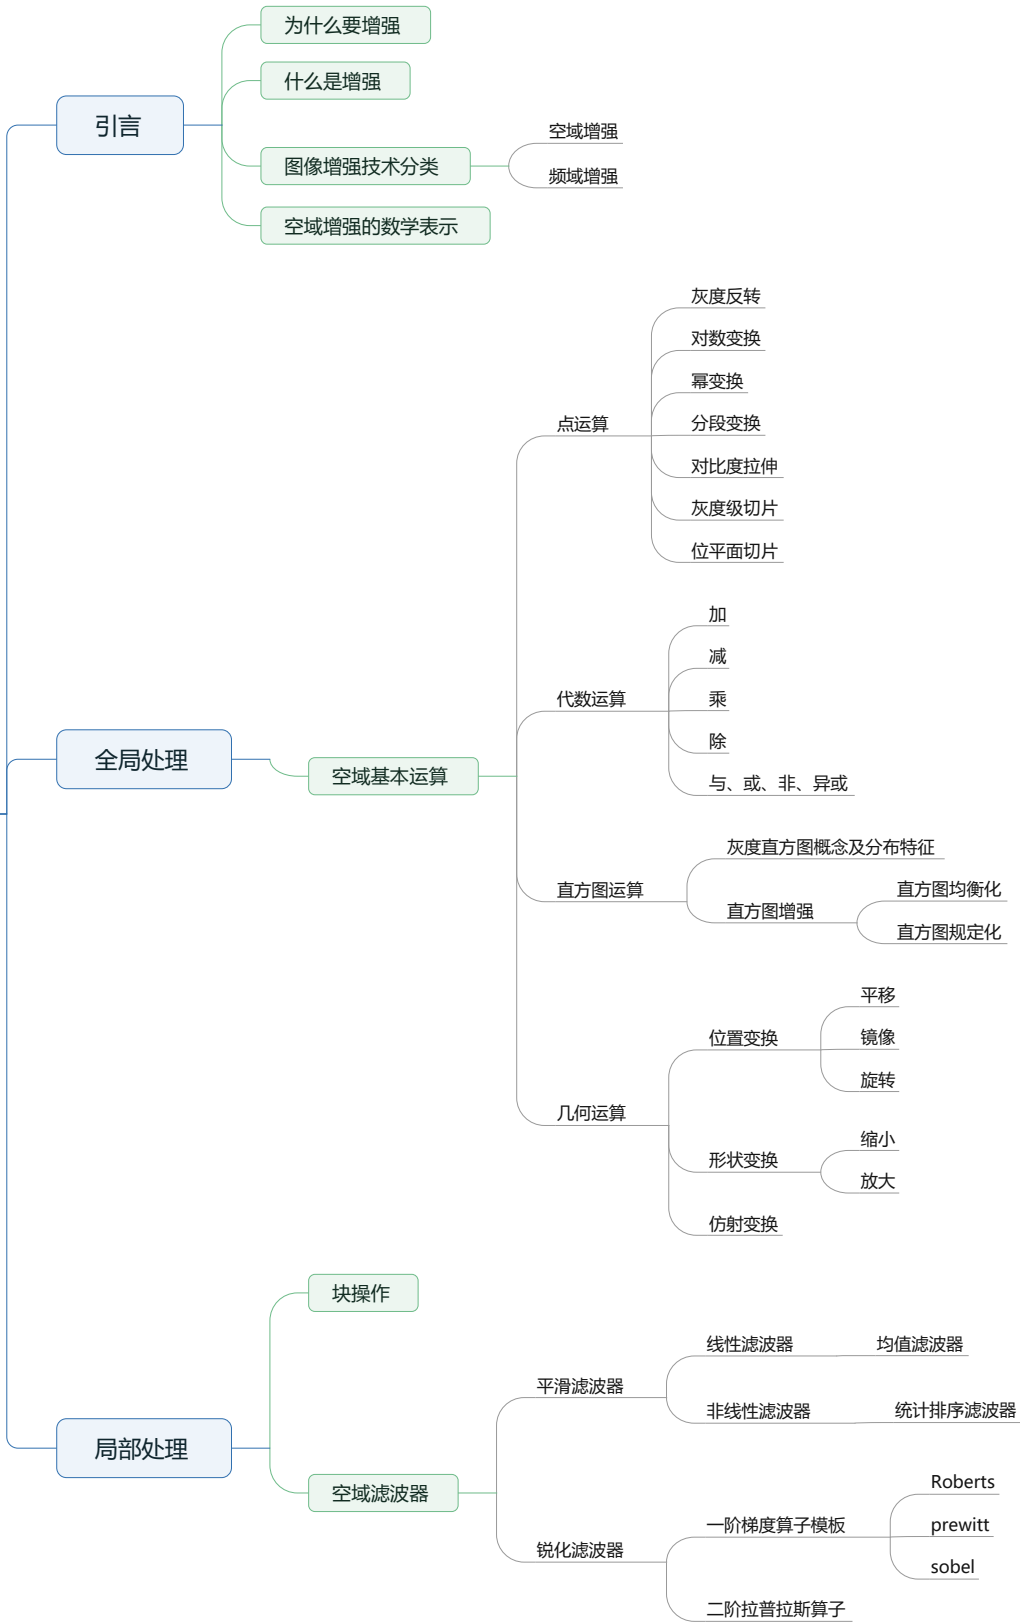 为什么要增强
什么是增强
引言
图像增强技术分类
空域增强
频域增强
空域增强的数学表示
灰度反转
对数变换
幂变换
点运算
分段变换
对比度拉伸
灰度级切片
位平面切片
加
减
代数运算
乘
除
与、或、非、异或
全局处理
空域基本运算
灰度直方图概念及分布特征
直方图运算
直方图增强
直方图均衡化
直方图规定化
平移
位置变换
镜像
旋转
几何运算
缩小
形状变换
放大
仿射变换
块操作
线性滤波器
均值滤波器
平滑滤波器
非线性滤波器
统计排序滤波器
局部处理
空域滤波器
Roberts
一阶梯度算子模板
prewitt
锐化滤波器
sobel
二阶拉普拉斯算子